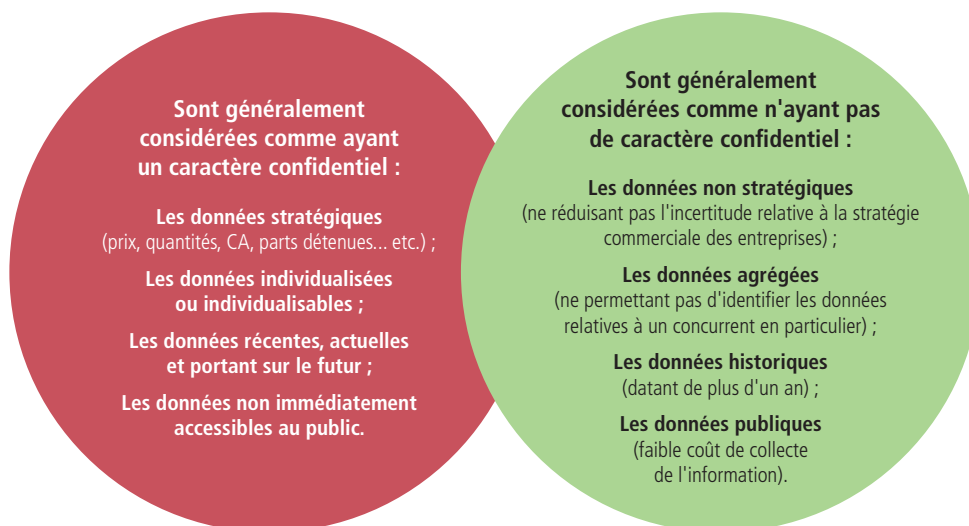 Sont généralement
considérées comme ayant
un caractère confidentiel :
Les données stratégiques
(prix, quantités, CA, parts détenues... etc.) ;
Les données individualisées
ou individualisables ;
Les données récentes, actuelles
et portant sur le futur ;
Les données non immédiatement
accessibles au public.
Sont généralement
considérées comme n'ayant pas
de caractère confidentiel :
Les données non stratégiques
(ne réduisant pas l'incertitude relative à la stratégie
commerciale des entreprises) ;
Les données agrégées
(ne permettant pas d'identifier les données
relatives à un concurrent en particulier) ;
Les données historiques
(datant de plus d'un an) ;
Les données publiques
(faible coût de collecte
de l'information).